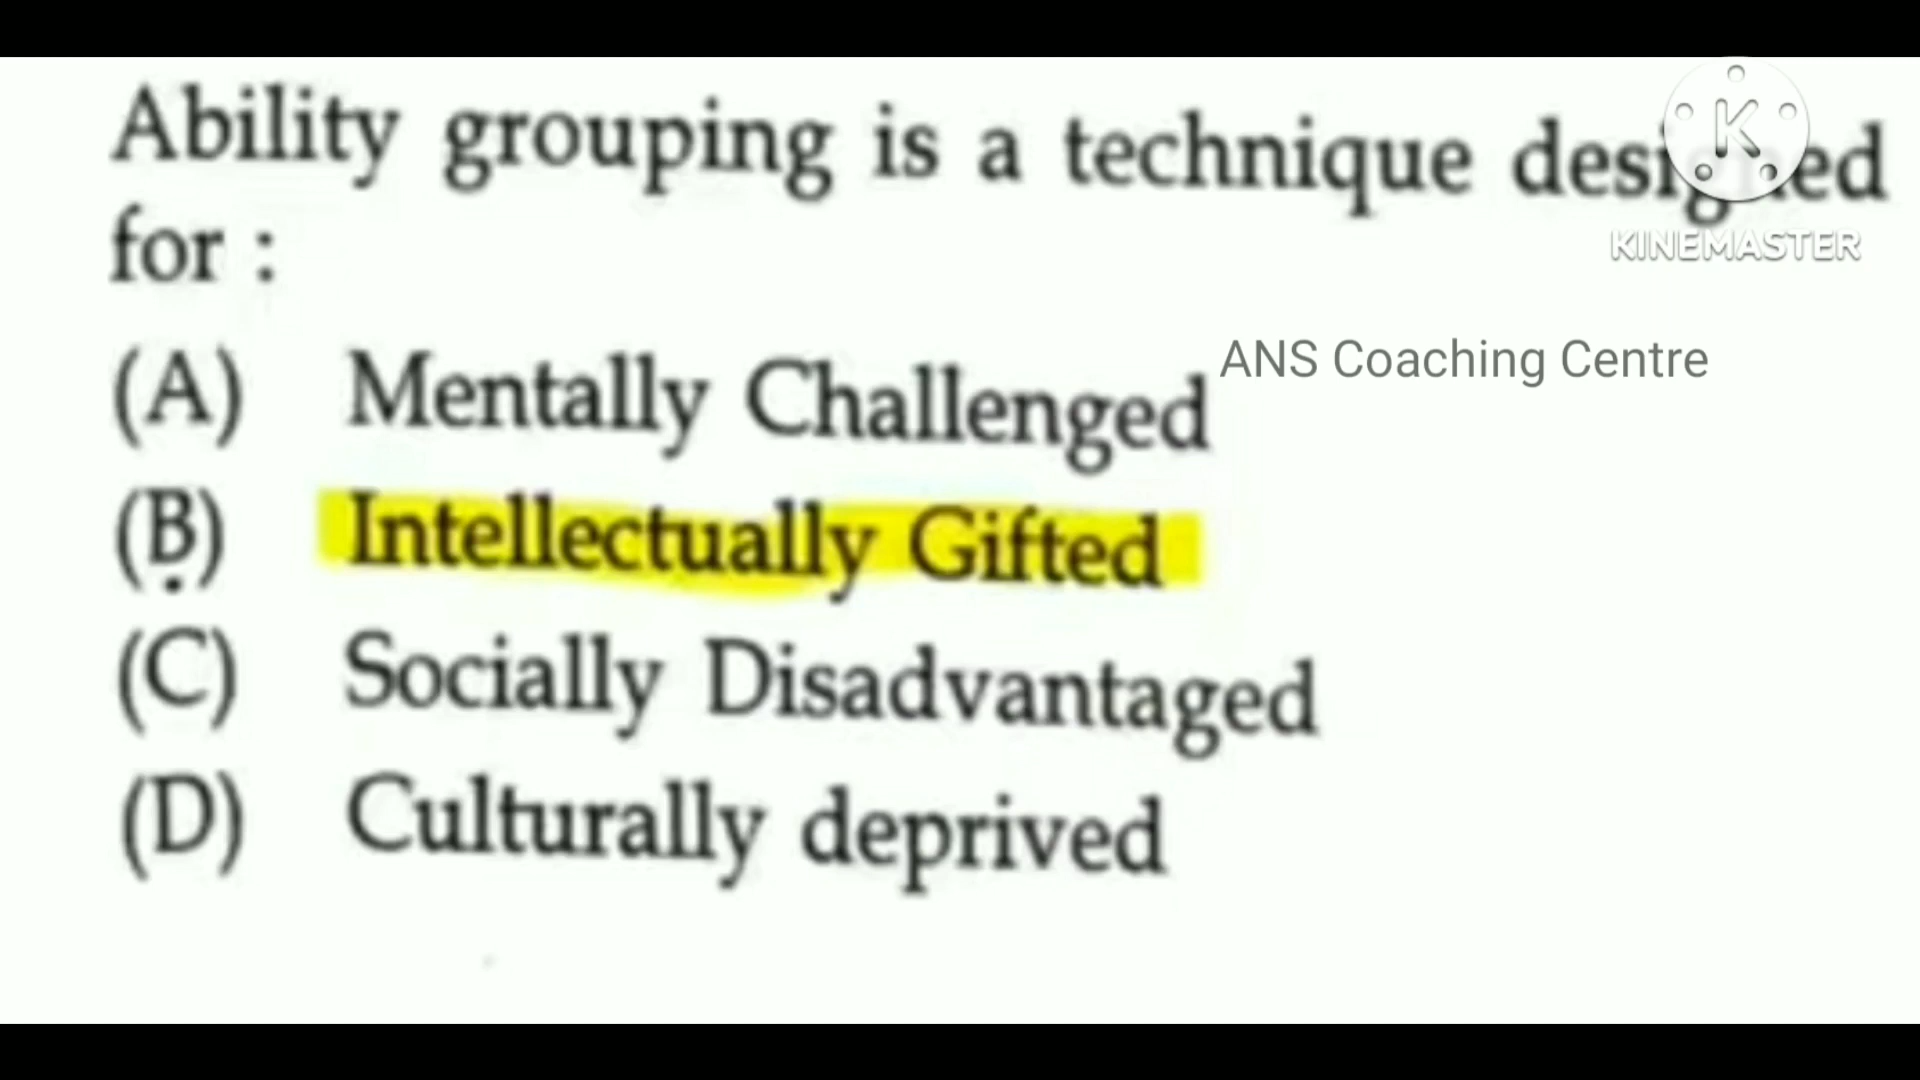 Ability grouping is a technique designed
for :
K
KINEMASTER
ANS Coaching Centre
(A) Mentally Challenged
(B) Intellectually Gifted
(C) Socially Disadvantaged
(D) Culturally deprived